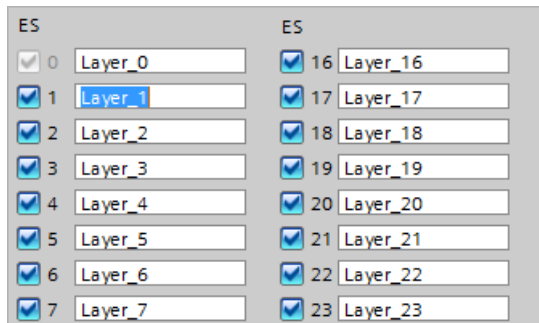 ES ES
0 Layer_0 16 Layer_16
1 Layer_1 17 Layer_17
2 Layer_2 18 Layer_18
3 Layer_3 19 Layer_19
4 Layer_4 20 Layer_20
5 Layer_5 21 Layer_21
6 Layer_6 22 Layer_22
7 Layer_7 23 Layer_23